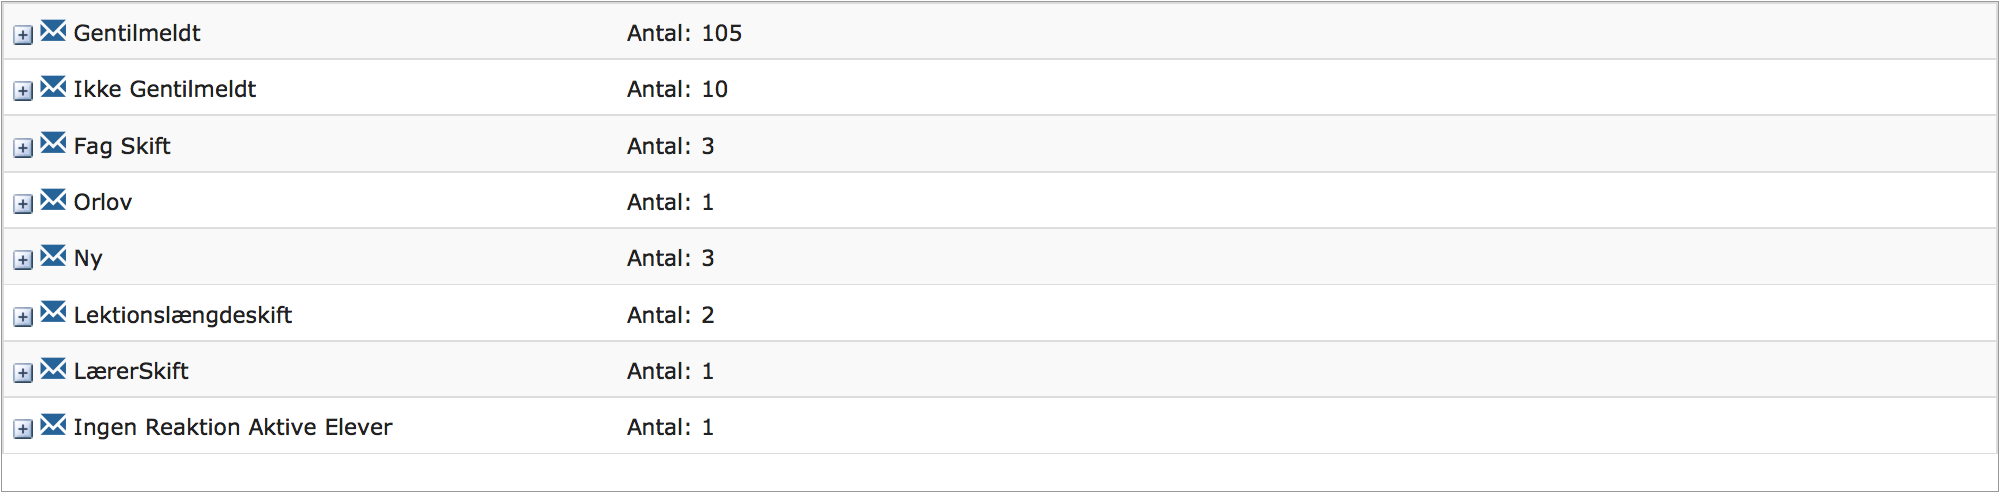 Gentilmeldt Antal: 105
Ikke Gentilmeldt Antal: 10
Fag Skift Antal: 3
Orlov Antal: 1
Ny Antal: 3
Lektionslængdeskift Antal: 2
LærerSkift Antal: 1
Ingen Reaktion Aktive Elever Antal: 1